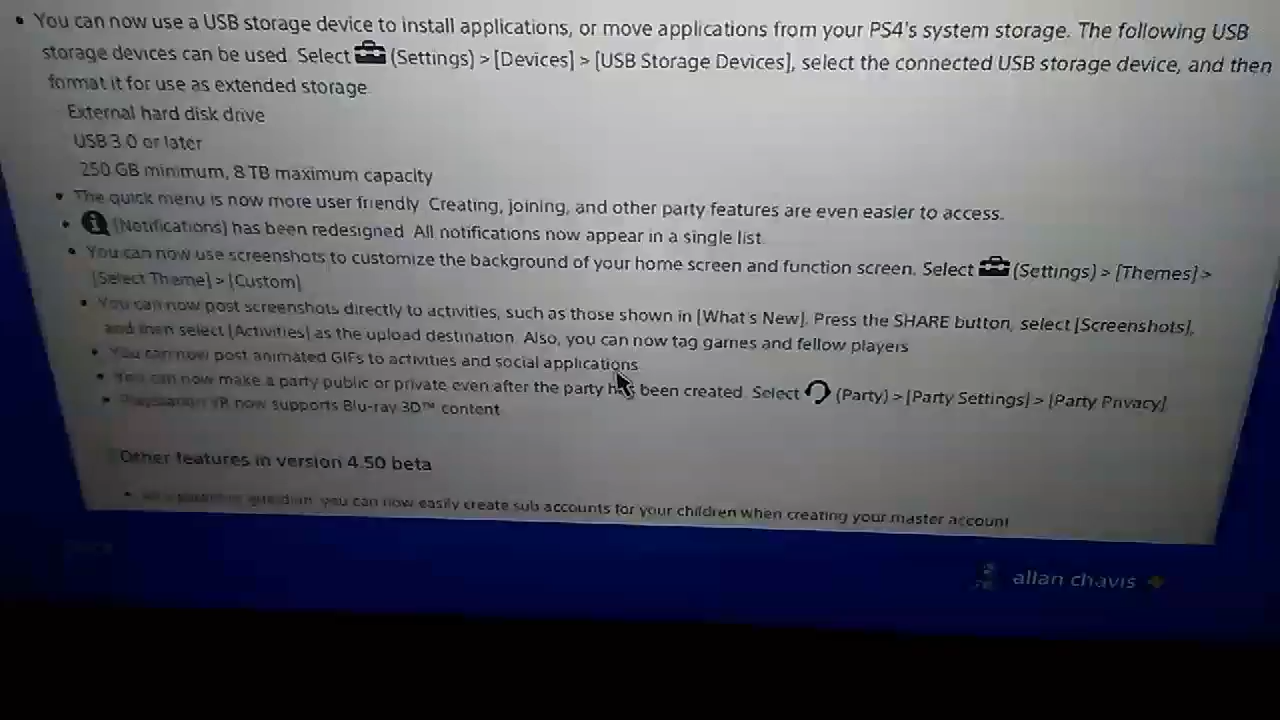 • You can now use a USB storage device to install applications, or move applications from your PS4's system storage. The following USB
storage devices can be used. Select (Settings) > [Devices] > [USB Storage Devices], select the connected USB storage device, and then
format it for use as extended storage.
External hard disk drive
USB 3.0 or later
250 GB minimum, 8 TB maximum capacity
• The quick menu is now more user friendly. Creating, joining, and other party features are even easier to access.
• [Notifications] has been redesigned. All notifications now appear in a single list.
• You can now use screenshots to customize the background of your home screen and function screen. Select (Settings) > [Themes] >
[Select Theme] > [Custom]
• You can now post screenshots directly to activities, such as those shown in [What's New]. Press the SHARE button, select [Screenshots],
and then select [Activities] as the upload destination. Also, you can now tag games and fellow players
• You can now post animated GIFs to activities and social applications.
• You can now make a party public or private even after the party has been created. Select (Party) > [Party Settings] > [Party Privacy].
• PlayStation VR now supports Blu-ray 3D™ content
Other features in version 4.50 beta
• guardian, you can now easily create sub accounts for your children when creating your master account
allan chavis